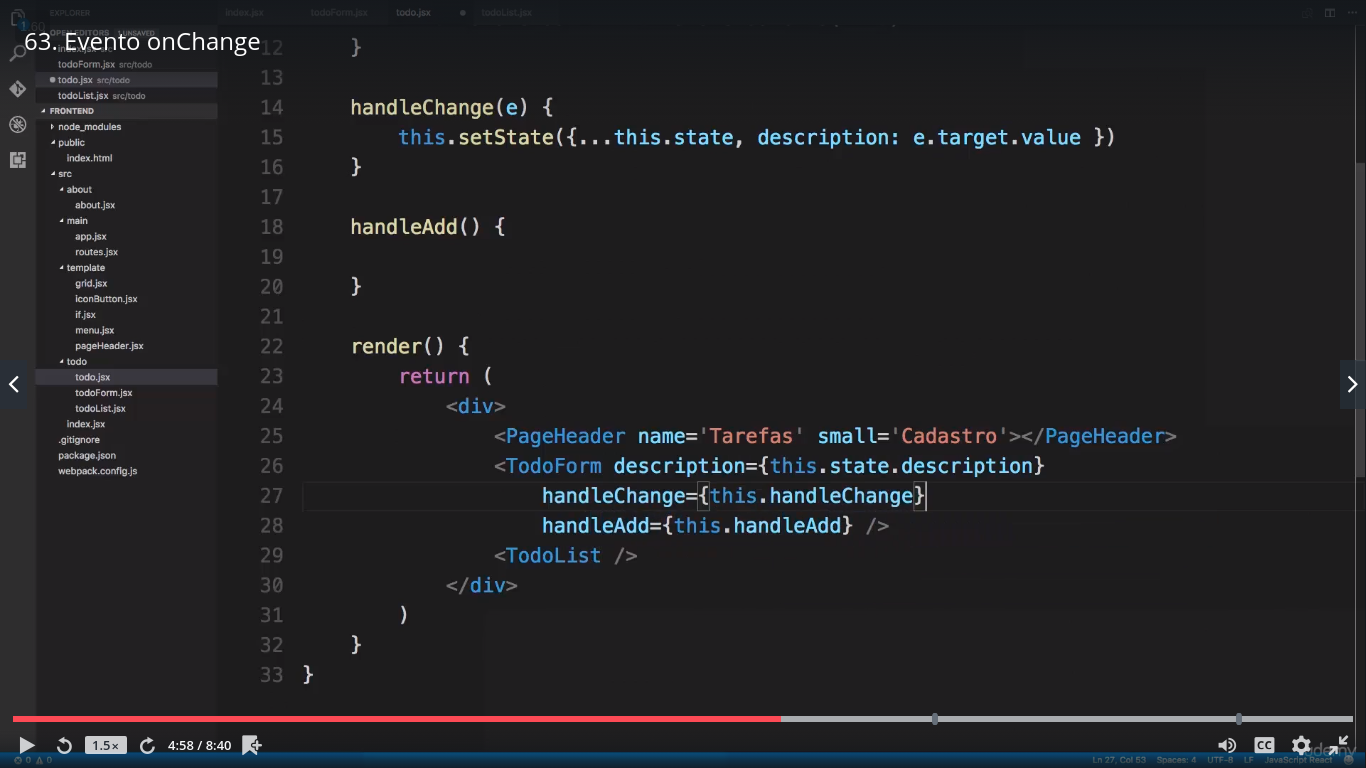 EXPLORER
index.jsx
todoForm.jsx
todo.jsx
todoList.jsx
OPEN EDITORS 1 UNSAVED
63. Evento onChange
index.jsx src
todoForm.jsx src/todo
todo.jsx src/todo
todoList.jsx src/todo
FRONTEND
node_modules
public
index.html
src
about
about.jsx
main
app.jsx
routes.jsx
template
grid.jsx
iconButton.jsx
if.jsx
menu.jsx
pageHeader.jsx
todo
todo.jsx
todoForm.jsx
todoList.jsx
index.jsx
.gitignore
package.json
webpack.config.js
12 }
13
14 handleChange(e) {
15 this.setState({...this.state, description: e.target.value })
16 }
17
18 handleAdd() {
19
20 }
21
22 render() {
23 return (
24 <div>
25 <PageHeader name='Tarefas' small='Cadastro'></PageHeader>
26 <TodoForm description={this.state.description}
27 handleChange={this.handleChange}
28 handleAdd={this.handleAdd} />
29 <TodoList />
30 </div>
31 )
32 }
33 }
1.5×
4:58 / 8:40
CC
udemy
0 0
Ln 27, Col 53 Spaces: 4 UTF-8 LF JavaScript React